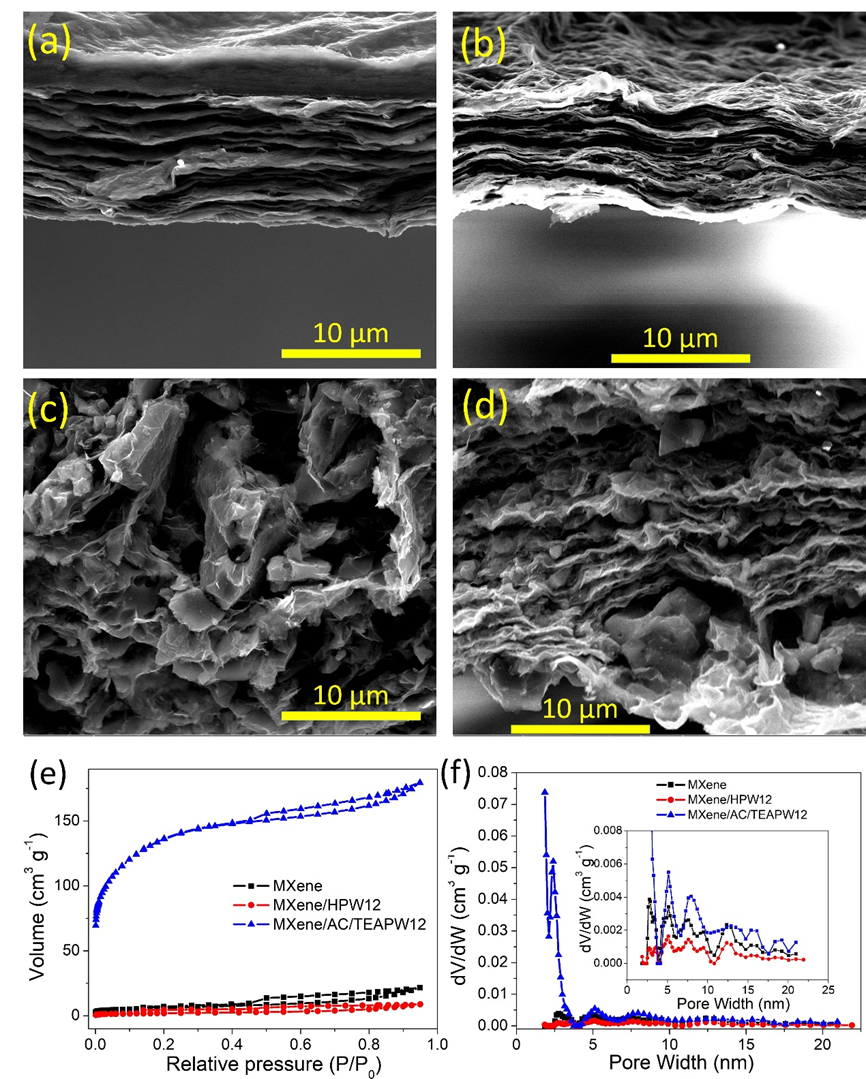 (a)
10 μm
(b)
10 μm
(c)
10 μm
(d)
10 μm
(e)
Volume (cm³ g⁻¹)
150
100
50
0
0.0 0.2 0.4 0.6 0.8 1.0
Relative pressure (P/P₀)
MXene
MXene/HPW12
MXene/AC/TEAPW12
(f)
dV/dW (cm³ g⁻¹)
0.08
0.07
0.06
0.05
0.04
0.03
0.02
0.01
0.00
0 5 10 15 20
Pore Width (nm)
MXene
MXene/HPW12
MXene/AC/TEAPW12
dV/dW (cm³ g⁻¹)
0.008
0.006
0.004
0.002
0.000
0 5 10 15 20 25
Pore Width (nm)